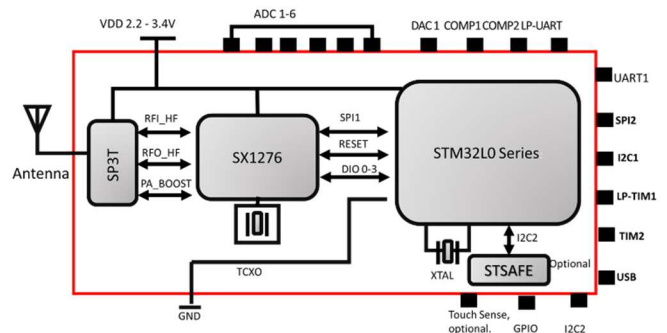 ADC 1-6
VDD 2.2 - 3.4V
DAC 1 COMP1 COMP2 LP-UART
UART1
RFI_HF
SPI1
SPI2
SP3T
SX1276
RESET
STM32L0 Series
RFO_HF
I2C1
Antenna
DIO 0-3
PA_BOOST
LP-TIM1
I2C2
TIM2
TCXO
XTAL
STSAFE
Optional
USB
GND
Touch Sense,
optional.
GPIO
I2C2